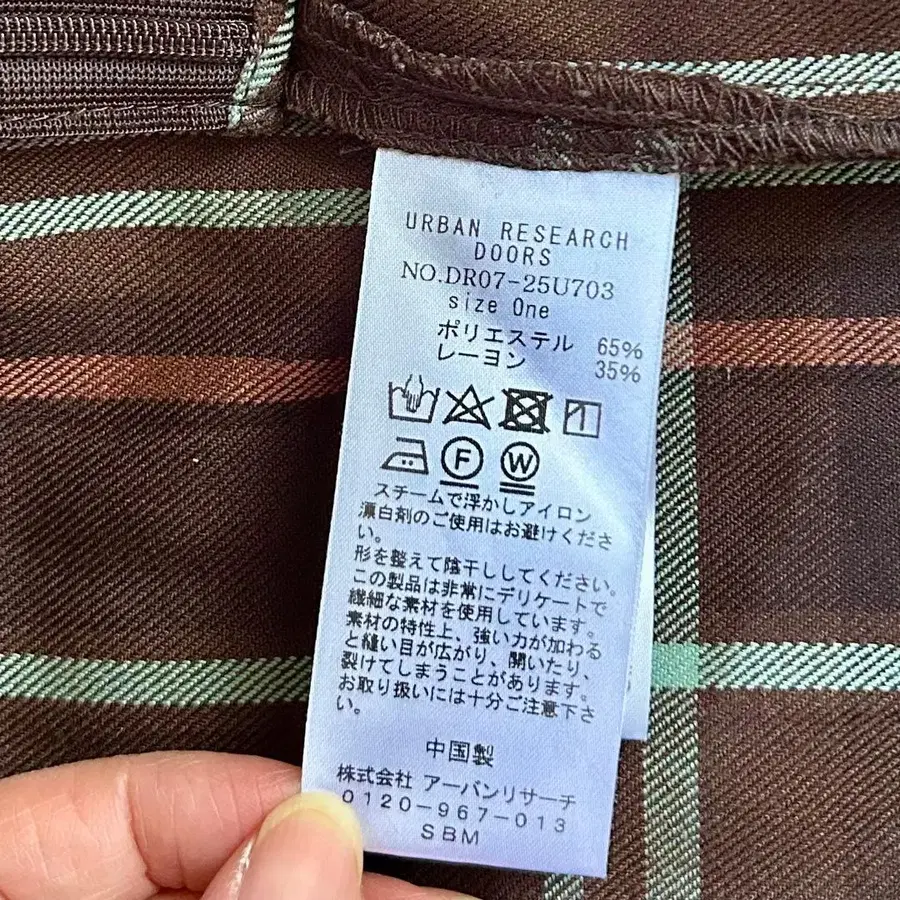 URBAN RESEARCH
DOORS
NO.DR07-25U703
size One
ポリエステル 65%
レーヨン 35%
F W
スチームで浮かしアイロン
漂白剤のご使用はお避けくださ
い。
形を整えて陰干ししてください。
この製品は非常にデリケートで
繊細な素材を使用しています。
素材の特性上、強い力が加わる
と縫い目が広がり、開いたり、
裂けてしまうことがあります。
お取り扱いには十分ご注意下さ
い。
中国製
株式会社 アーバンリサーチ
0120-967-013
SBM